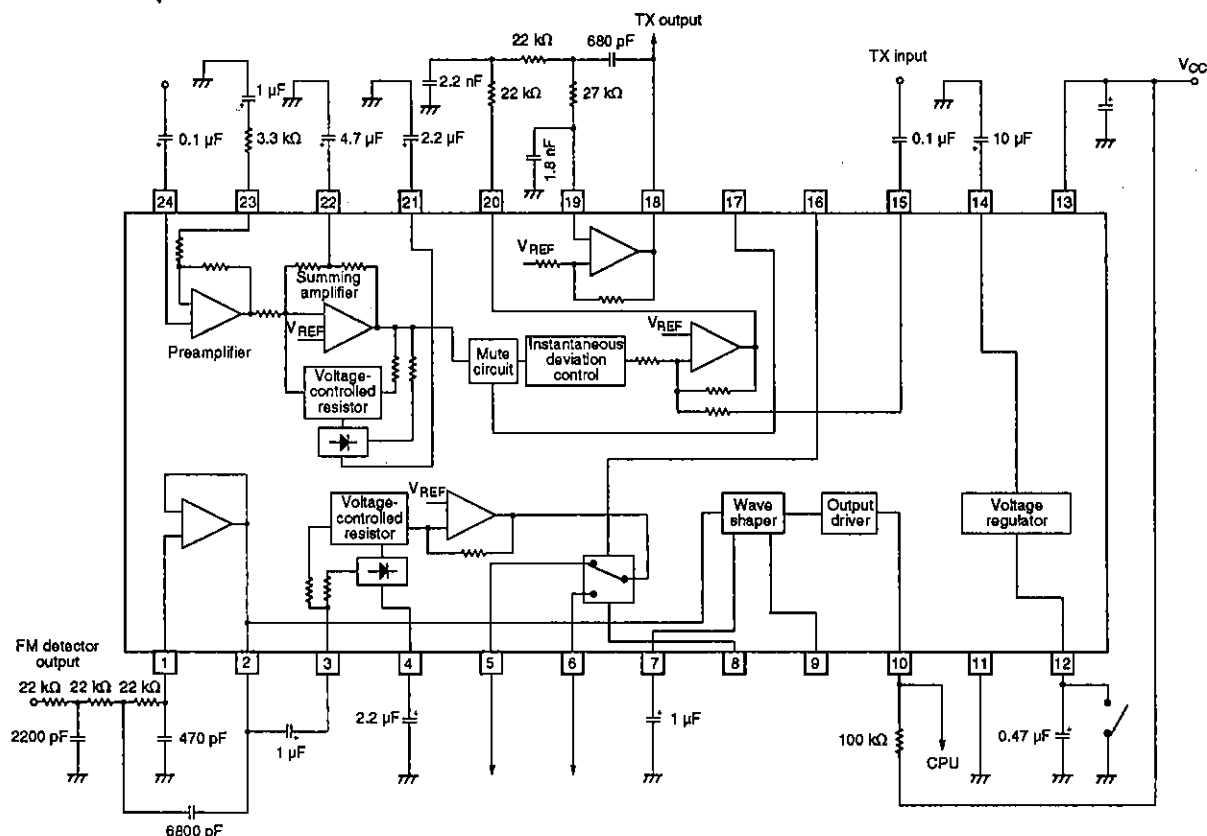 TX output
22 kΩ
680 pF
TX input
V_CC
1 µF
2.2 nF
22 kΩ
27 kΩ
0.1 µF
3.3 kΩ
4.7 µF
2.2 µF
1.8 nF
0.1 µF
10 µF
24
23
22
21
20
19
18
17
16
15
14
13
V_REF
Summing
amplifier
V_REF
V_REF
Preamplifier
Mute
circuit
Instantaneous
deviation
control
Voltage-
controlled
resistor
Voltage-
controlled
resistor
V_REF
Wave
shaper
Output
driver
Voltage
regulator
FM detector
output
1
2
3
4
5
6
7
8
9
10
11
12
22 kΩ
22 kΩ
22 kΩ
2200 pF
470 pF
1 µF
2.2 µF
1 µF
100 kΩ
CPU
0.47 µF
6800 pF